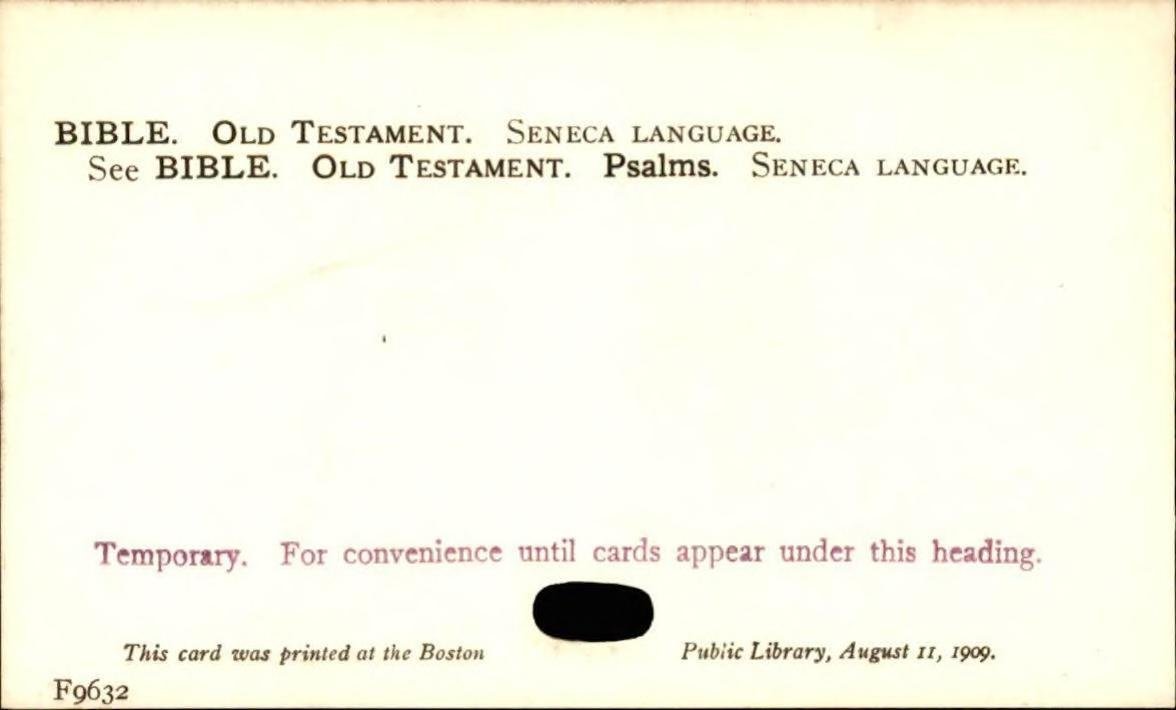 BIBLE. OLD TESTAMENT. SENECA LANGUAGE.
See BIBLE. OLD TESTAMENT. Psalms. SENECA LANGUAGE.
Temporary. For convenience until cards appear under this heading.
This card was printed at the Boston Public Library, August 11, 1909.
F9632